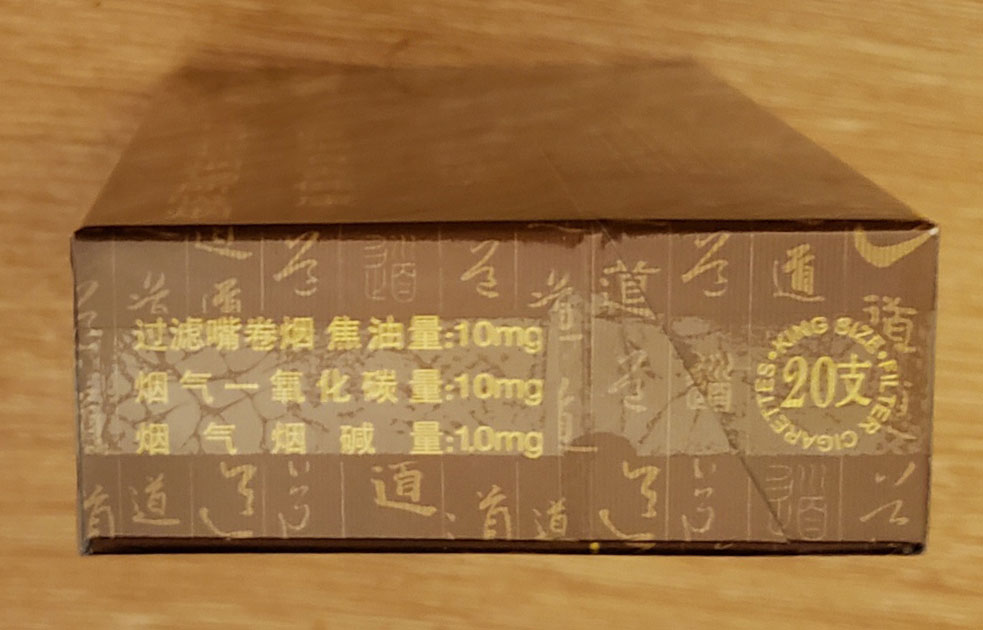 过滤嘴卷烟 焦油量:10mg
烟气一氧化碳量:10mg
烟气烟碱量:1.0mg
KING SIZE • FILTER CIGARETTES •
20支